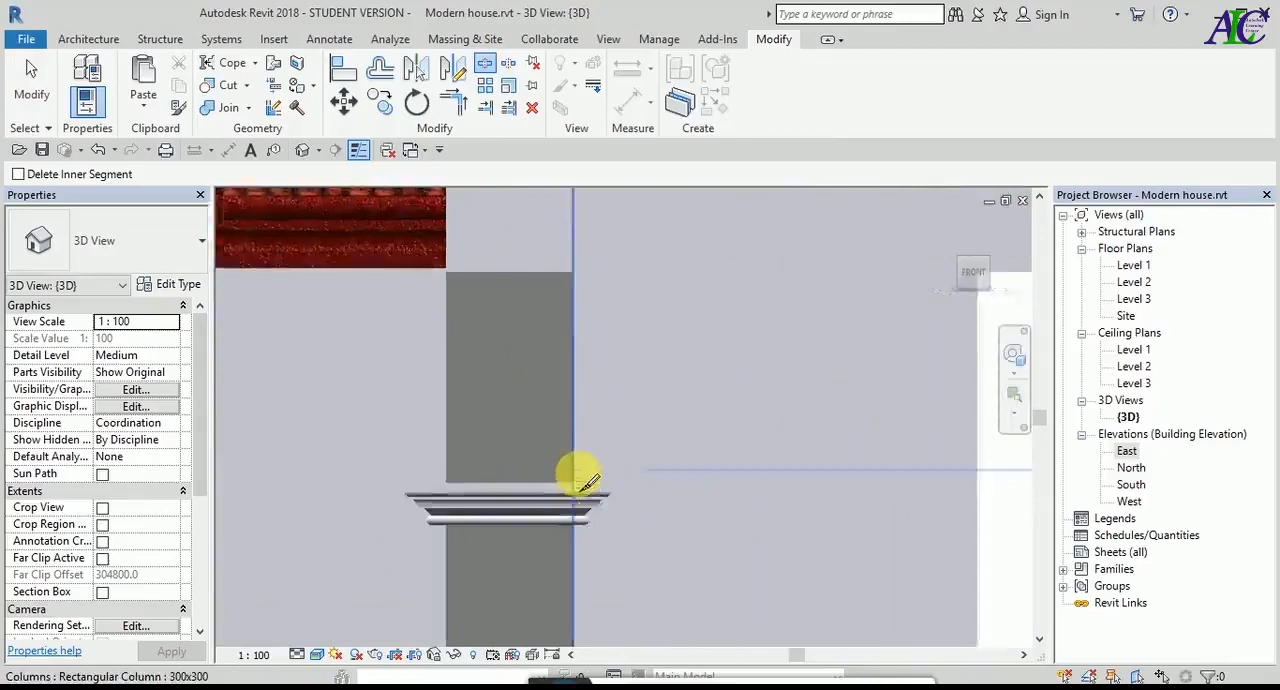 Autodesk Revit 2018 - STUDENT VERSION - Modern house.rvt - 3D View: {3D}
Type a keyword or phrase
Sign In
ALC
File Architecture Structure Systems Insert Annotate Analyze Massing & Site Collaborate View Manage Add-Ins Modify
Cope
Cut
Join
Modify Paste
Select Properties Clipboard Geometry Modify View Measure Create
Delete Inner Segment
Properties
3D View
3D View: {3D} Edit Type
Graphics
View Scale 1 : 100
Scale Value 1: 100
Detail Level Medium
Parts Visibility Show Original
Visibility/Grap... Edit...
Graphic Displ... Edit...
Discipline Coordination
Show Hidden ... By Discipline
Default Analy... None
Sun Path
Extents
Crop View
Crop Region ...
Annotation Cr...
Far Clip Active
Far Clip Offset 304800.0
Section Box
Camera
Rendering Set... Edit...
Properties help Apply
FRONT
1 : 100
Project Browser - Modern house.rvt
Views (all)
Structural Plans
Floor Plans
Level 1
Level 2
Level 3
Site
Ceiling Plans
Level 1
Level 2
Level 3
3D Views
{3D}
Elevations (Building Elevation)
East
North
South
West
Legends
Schedules/Quantities
Sheets (all)
Families
Groups
Revit Links
Columns : Rectangular Column : 300x300
Main Model
:0